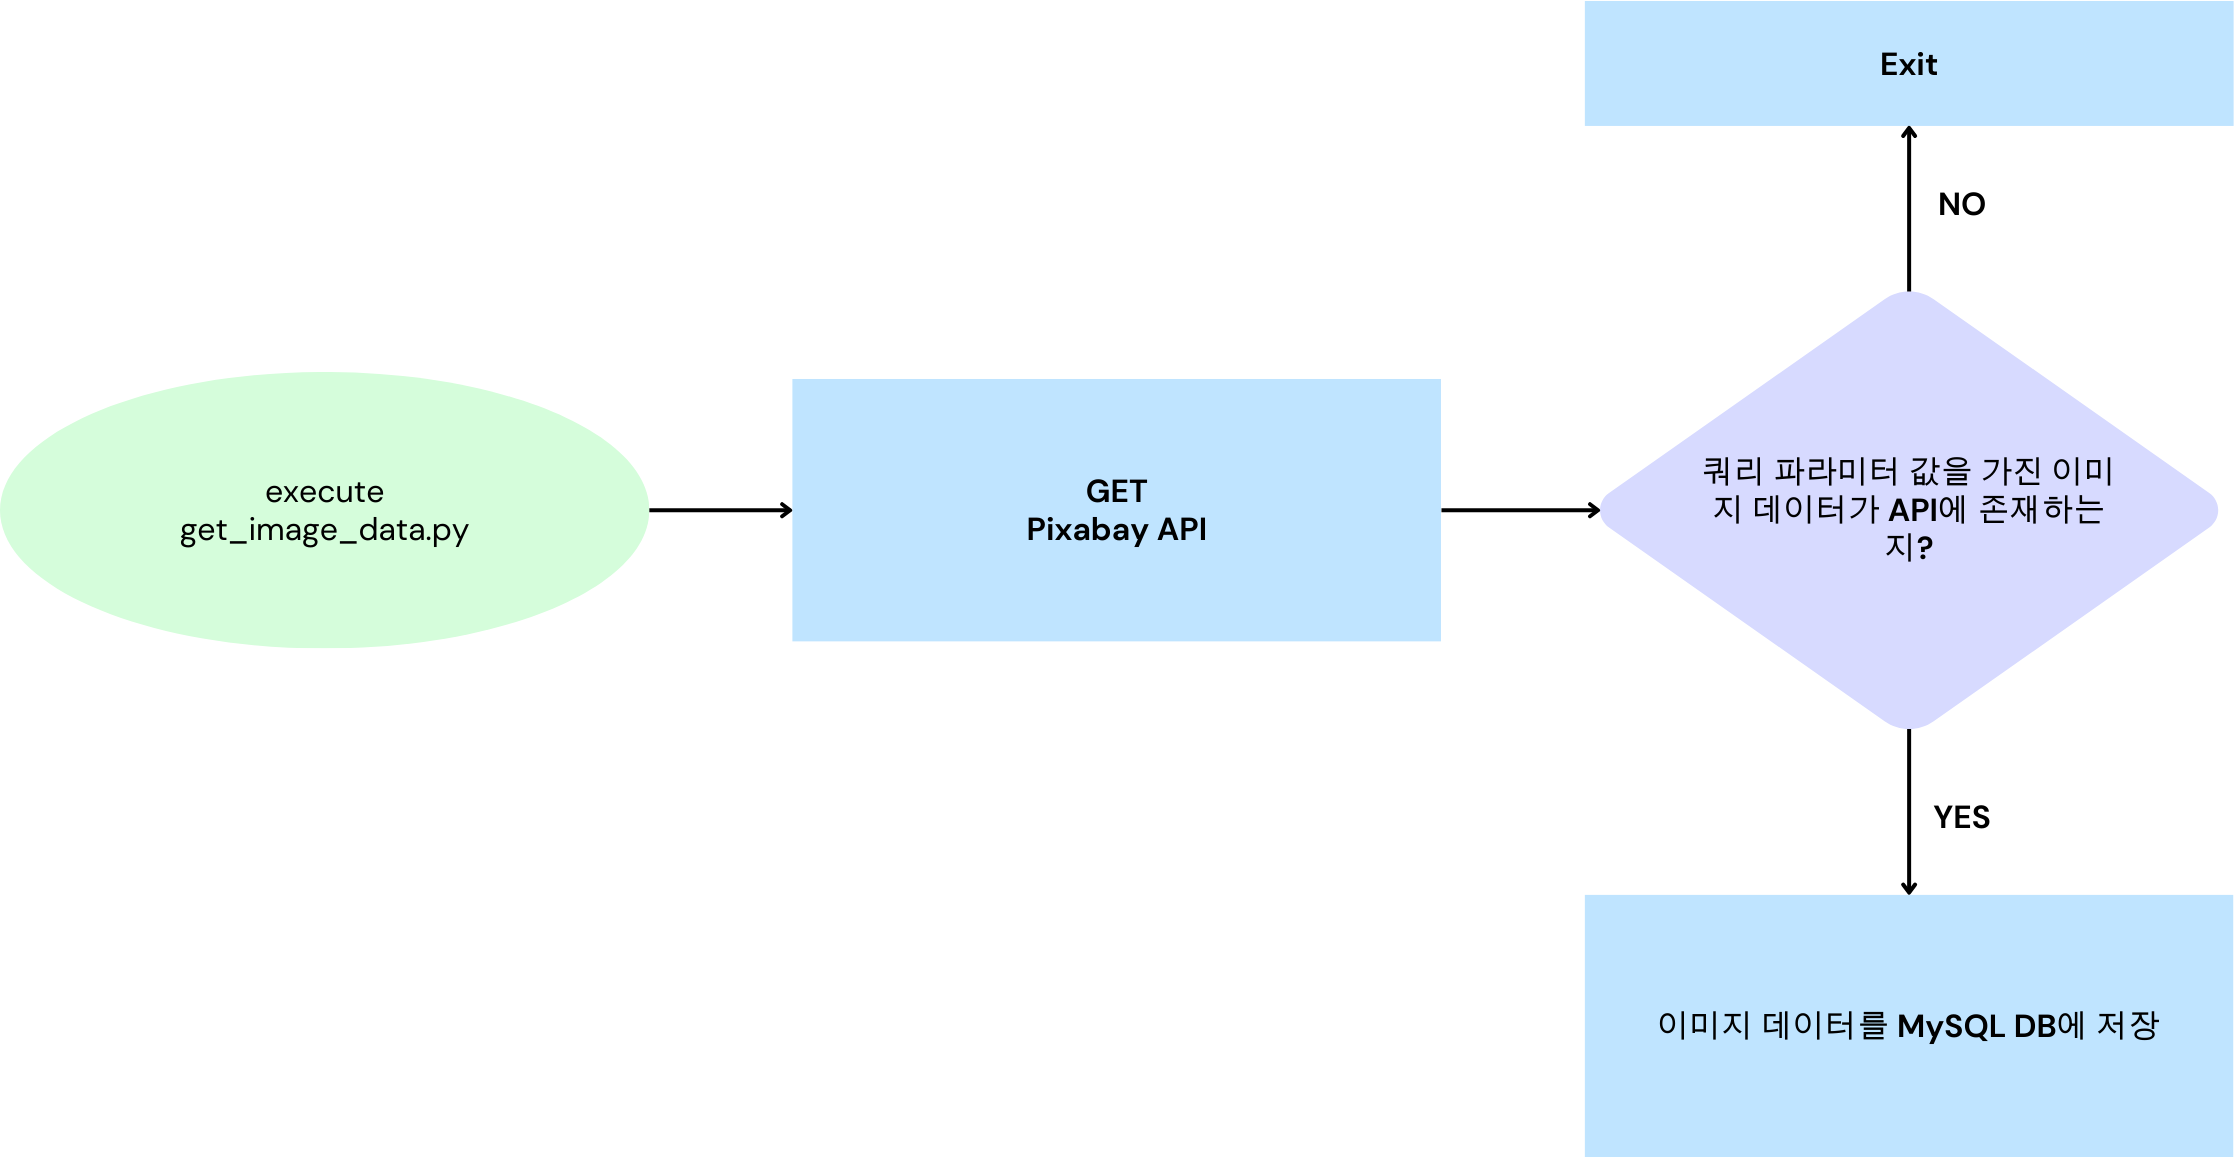 Exit
NO
execute
get_image_data.py
GET
Pixabay API
쿼리 파라미터 값을 가진 이미
지 데이터가 API에 존재하는
지?
YES
이미지 데이터를 MySQL DB에 저장